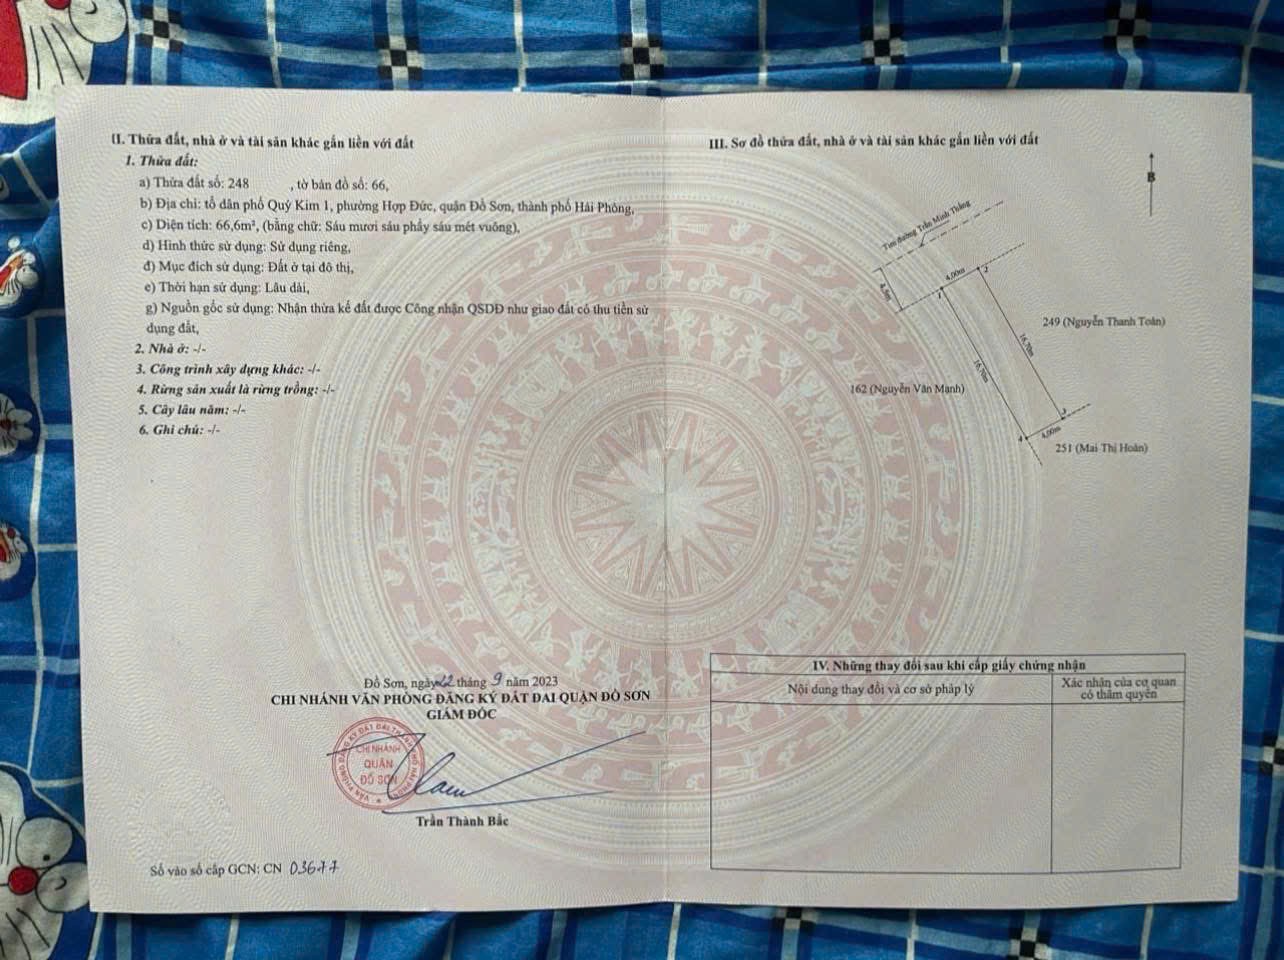 II. Thửa đất, nhà ở và tài sản khác gắn liền với đất
1. Thửa đất:
a) Thửa đất số: 248 , tờ bản đồ số: 66,
b) Địa chỉ: tổ dân phố Quý Kim 1, phường Hợp Đức, quận Đồ Sơn, thành phố Hải Phòng,
c) Diện tích: 66,6m², (bằng chữ: Sáu mươi sáu phẩy sáu mét vuông),
d) Hình thức sử dụng: Sử dụng riêng,
đ) Mục đích sử dụng: Đất ở tại đô thị,
e) Thời hạn sử dụng: Lâu dài,
g) Nguồn gốc sử dụng: Nhận thừa kế đất được Công nhận QSDĐ như giao đất có thu tiền sử
dụng đất,
2. Nhà ở: -/-
3. Công trình xây dựng khác: -/-
4. Rừng sản xuất là rừng trồng: -/-
5. Cây lâu năm: -/-
6. Ghi chú: -/-
Đồ Sơn, ngày 22 tháng 9 năm 2023
CHI NHÁNH VĂN PHÒNG ĐĂNG KÝ ĐẤT ĐAI QUẬN ĐỒ SƠN
GIÁM ĐỐC
CHI NHÁNH
QUẬN
ĐỒ SƠN
Trần Thành Bắc
Số vào sổ cấp GCN: CN 03677
III. Sơ đồ thửa đất, nhà ở và tài sản khác gắn liền với đất
B
Tim đường Trần Minh Thắng
4,5m
4,00m
1
2
249 (Nguyễn Thanh Toàn)
16,70m
16,70m
162 (Nguyễn Văn Mạnh)
3
4
4,00m
251 (Mai Thị Hoàn)
IV. Những thay đổi sau khi cấp giấy chứng nhận
Nội dung thay đổi và cơ sở pháp lý
Xác nhận của cơ quan
có thẩm quyền